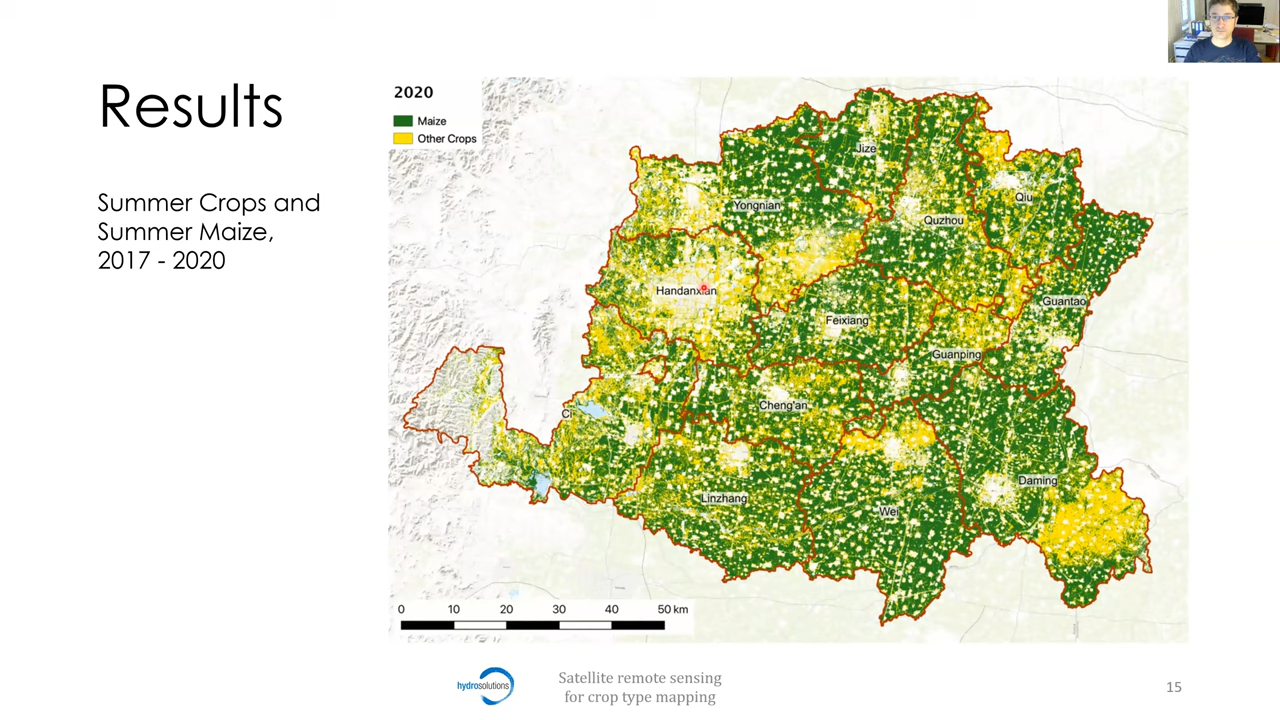 Results
Summer Crops and
Summer Maize,
2017 - 2020
2020
Maize
Other Crops
Jize
Yongnian
Quzhou
Qiu
Handanxian
Guantao
Feixiang
Guanping
Cheng'an
Ci
Linzhang
Daming
Wei
0 10 20 30 40 50 km
hydrosolutions
Satellite remote sensing
for crop type mapping
15